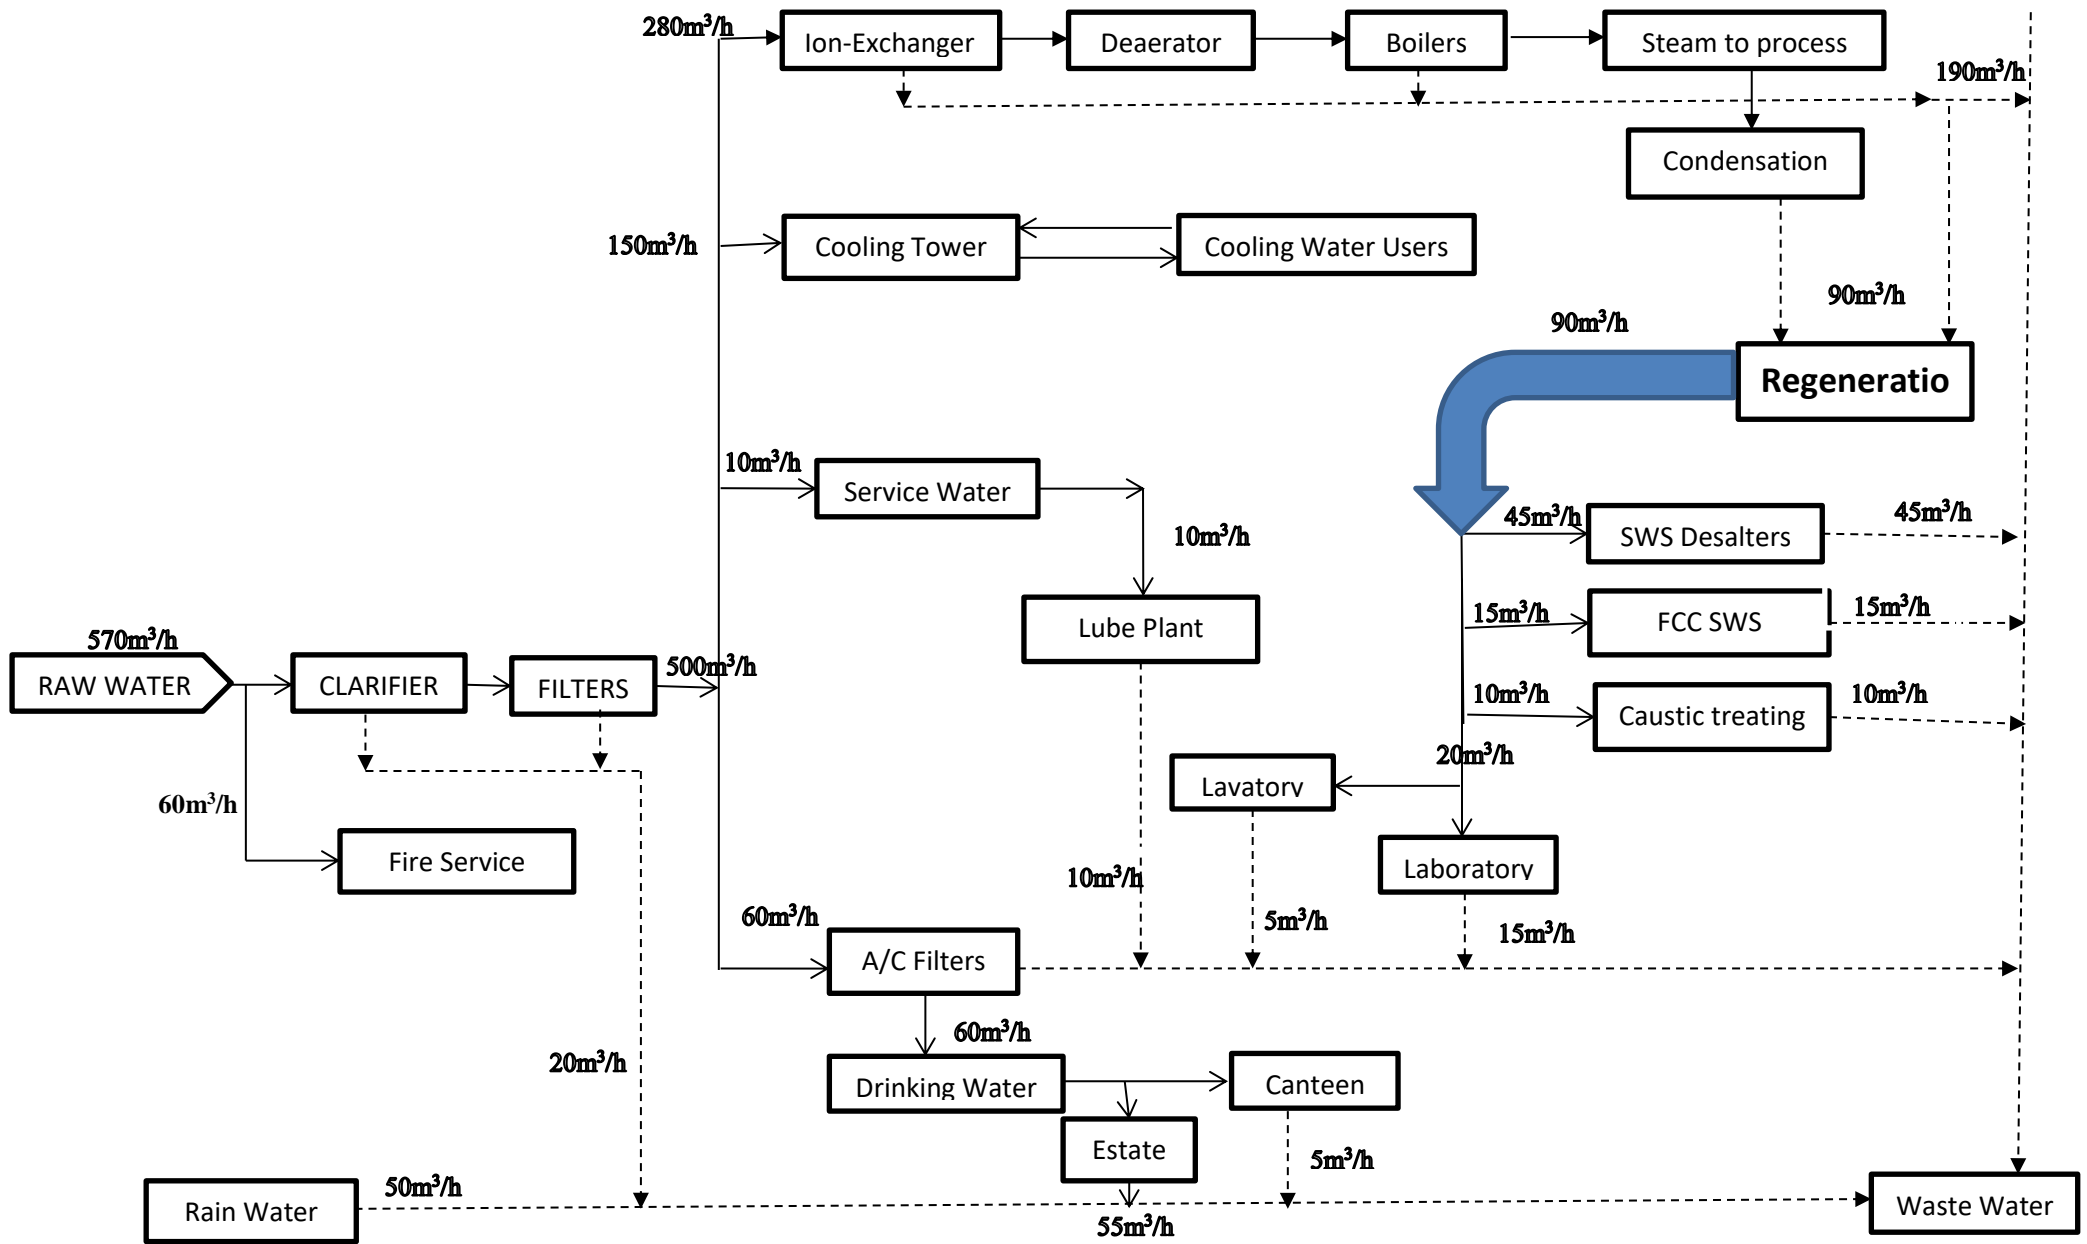 280m³/h
Ion-Exchanger
Deaerator
Boilers
Steam to process
190m³/h
Condensation
150m³/h
Cooling Tower
Cooling Water Users
90m³/h
90m³/h
Regeneratio
10m³/h
Service Water
10m³/h
45m³/h
SWS Desalters
45m³/h
Lube Plant
15m³/h
FCC SWS
15m³/h
570m³/h
RAW WATER
CLARIFIER
FILTERS
500m³/h
10m³/h
Caustic treating
10m³/h
20m³/h
Lavatory
60m³/h
Fire Service
Laboratory
10m³/h
5m³/h
15m³/h
60m³/h
A/C Filters
60m³/h
20m³/h
Drinking Water
Canteen
Estate
5m³/h
50m³/h
Rain Water
55m³/h
Waste Water